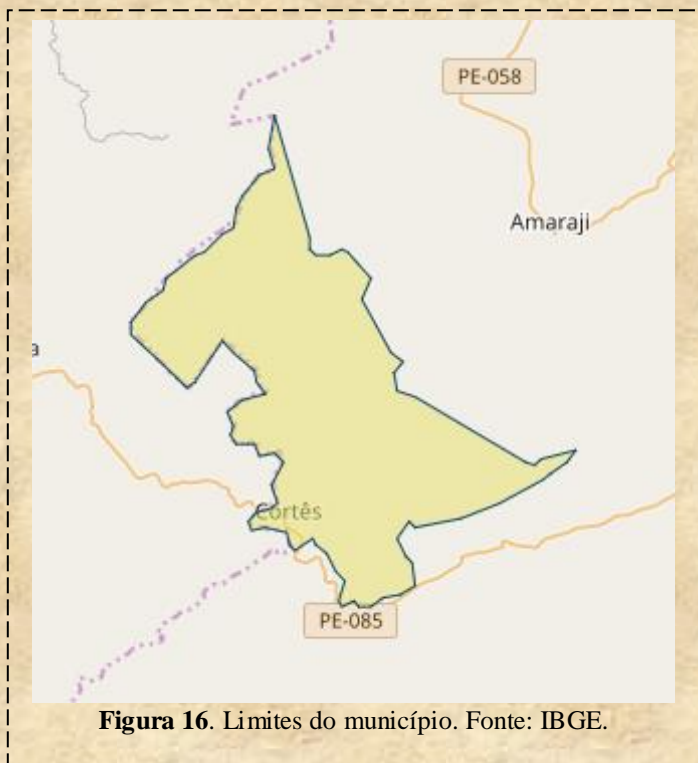 PE-058
Amaraji
a
Cortês
PE-085
Figura 16. Limites do município. Fonte: IBGE.